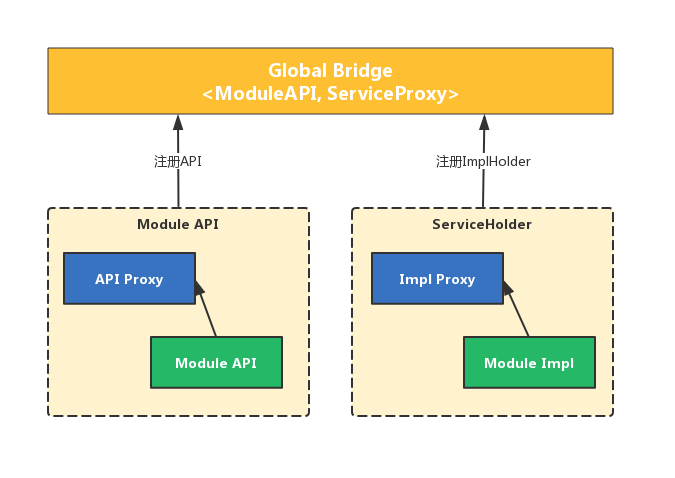 Global Bridge
<ModuleAPI, ServiceProxy>
注册API
注册ImplHolder
Module API
ServiceHolder
API Proxy
Impl Proxy
Module API
Module Impl